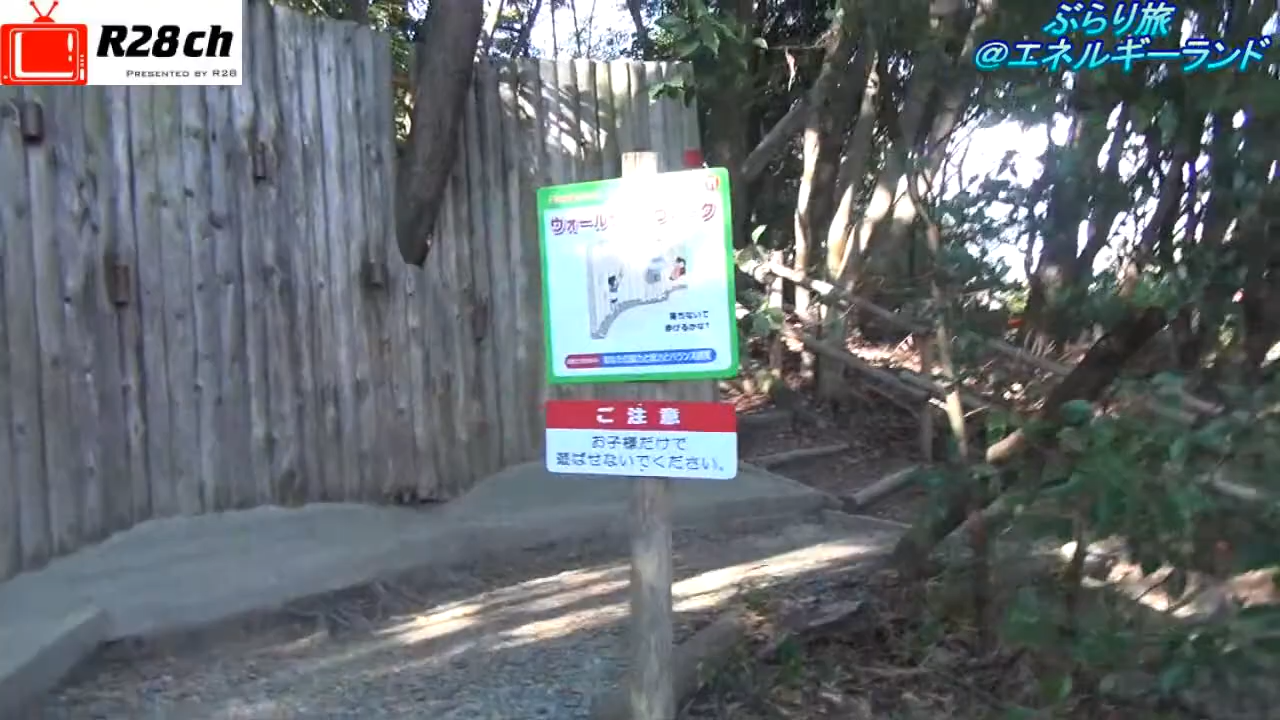 R28ch
PRESENTED BY R28
ぶらり旅
@エネルギーランド
ウォール
落ちないで
歩けるかな?
ご注意
お子様だけで
遊ばせないでください。